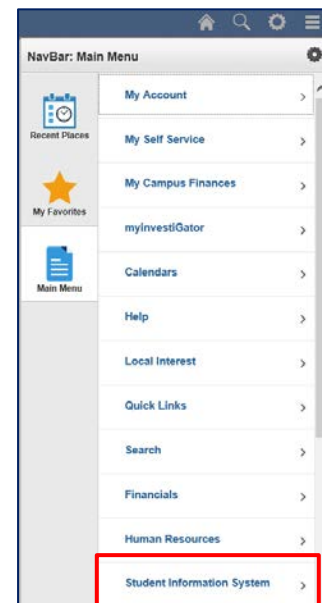 NavBar: Main Menu
Recent Places
My Favorites
Main Menu
My Account
My Self Service
My Campus Finances
myinvestiGator
Calendars
Help
Local Interest
Quick Links
Search
Financials
Human Resources
Student Information System